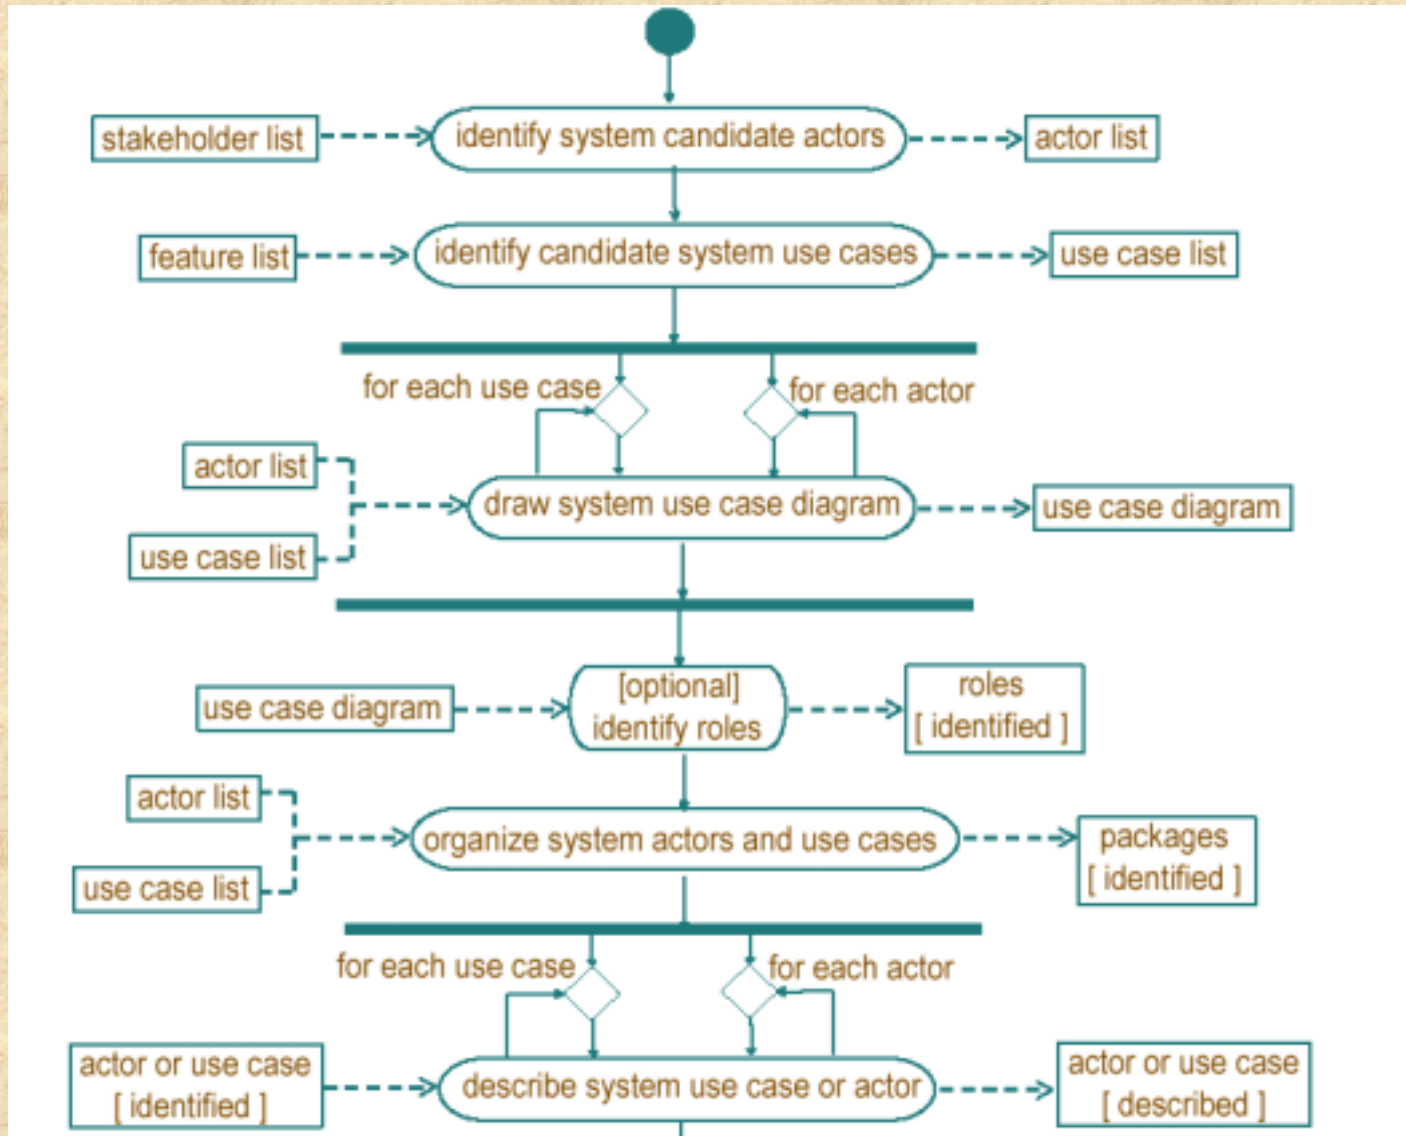 stakeholder list
identify system candidate actors
actor list
feature list
identify candidate system use cases
use case list
for each use case
for each actor
actor list
use case list
draw system use case diagram
use case diagram
use case diagram
[optional]
identify roles
roles
[ identified ]
actor list
use case list
organize system actors and use cases
packages
[ identified ]
for each use case
for each actor
actor or use case
[ identified ]
describe system use case or actor
actor or use case
[ described ]